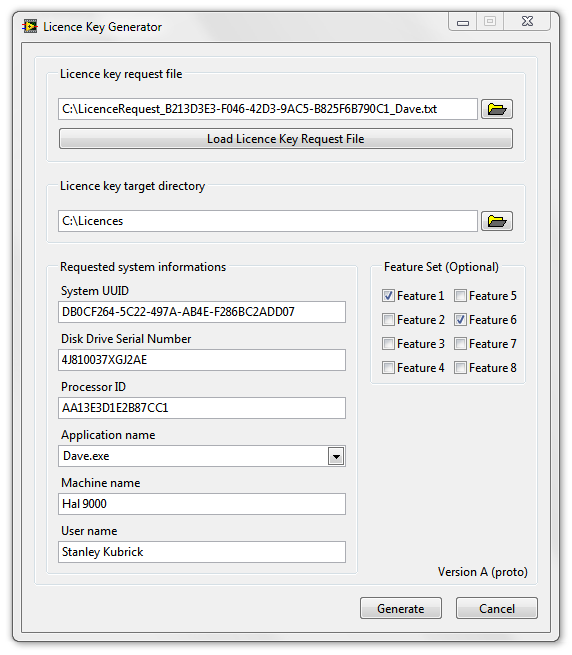 Licence Key Generator
Licence key request file
C:\LicenceRequest_B213D3E3-F046-42D3-9AC5-B825F6B790C1_Dave.txt
Load Licence Key Request File
Licence key target directory
C:\Licences
Requested system informations
System UUID
DB0CF264-5C22-497A-AB4E-F286BC2ADD07
Disk Drive Serial Number
4J810037XGJ2AE
Processor ID
AA13E3D1E2B87CC1
Application name
Dave.exe
Machine name
Hal 9000
User name
Stanley Kubrick
Feature Set (Optional)
Feature 1 Feature 5
Feature 2 Feature 6
Feature 3 Feature 7
Feature 4 Feature 8
Version A (proto)
Generate Cancel